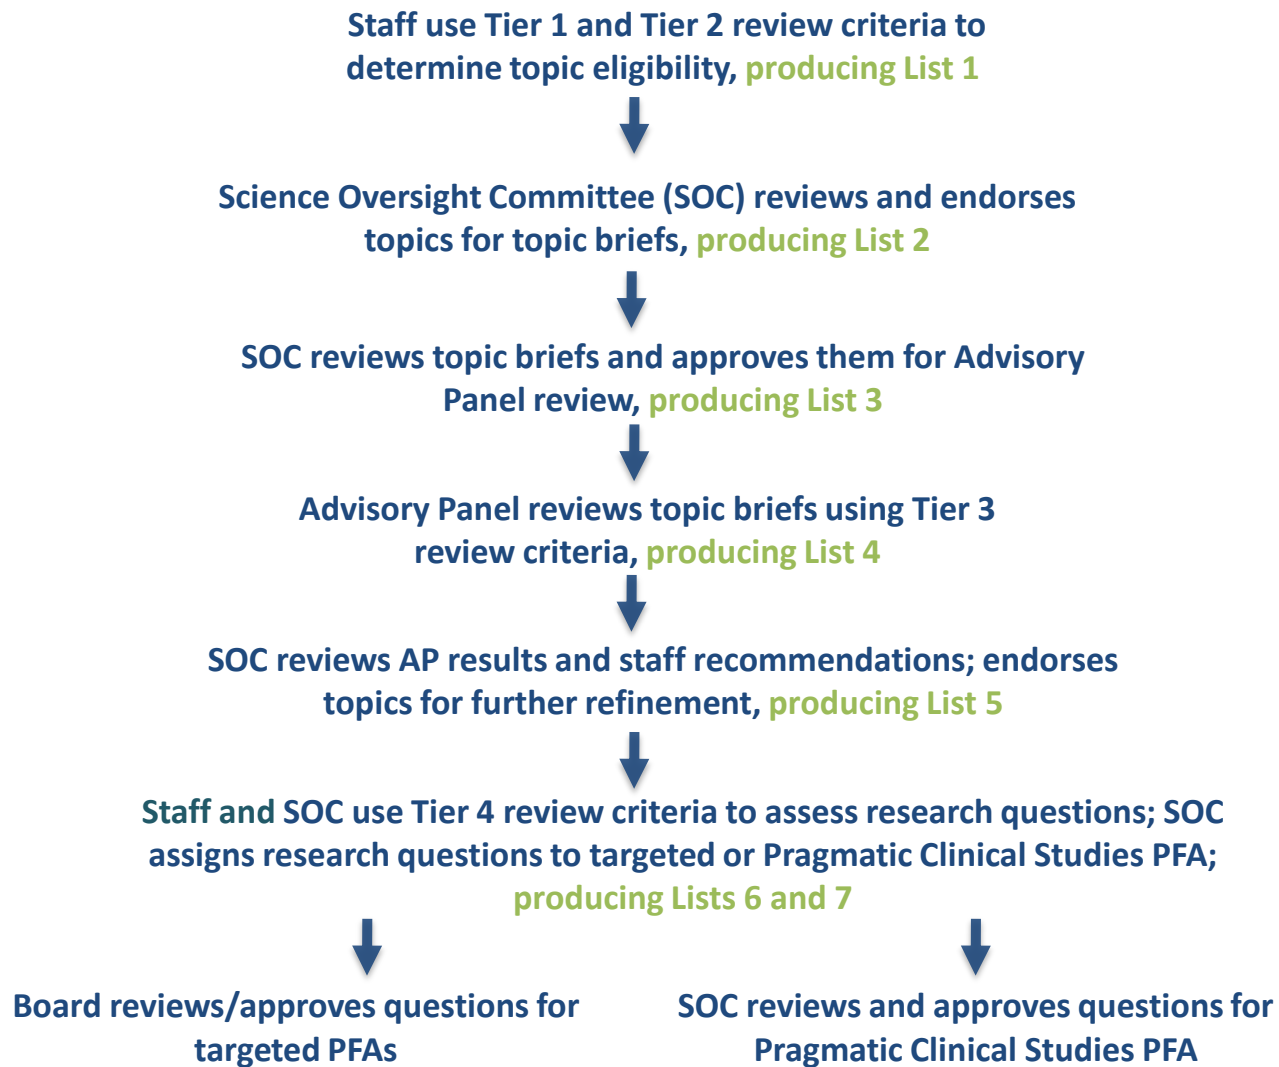 Staff use Tier 1 and Tier 2 review criteria to
determine topic eligibility, producing List 1
Science Oversight Committee (SOC) reviews and endorses
topics for topic briefs, producing List 2
SOC reviews topic briefs and approves them for Advisory
Panel review, producing List 3
Advisory Panel reviews topic briefs using Tier 3
review criteria, producing List 4
SOC reviews AP results and staff recommendations; endorses
topics for further refinement, producing List 5
Staff and SOC use Tier 4 review criteria to assess research questions; SOC
assigns research questions to targeted or Pragmatic Clinical Studies PFA;
producing Lists 6 and 7
Board reviews/approves questions for
targeted PFAs
SOC reviews and approves questions for
Pragmatic Clinical Studies PFA